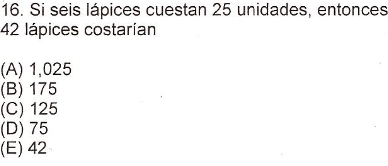 16. Si seis lápices cuestan 25 unidades, entonces
42 lápices costarían
(A) 1,025
(B) 175
(C) 125
(D) 75
(E) 42